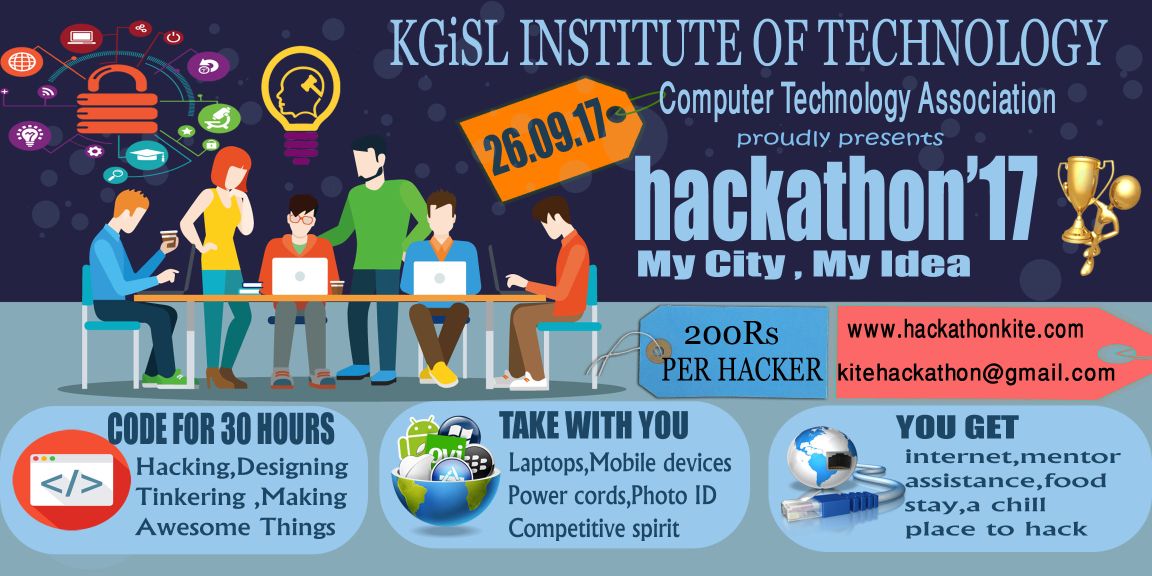 KGiSL INSTITUTE OF TECHNOLOGY
Computer Technology Association
proudly presents
26.09.17
hackathon'17
My City , My Idea
200Rs
PER HACKER
www.hackathonkite.com
kitehackathon@gmail.com
CODE FOR 30 HOURS
Hacking,Designing
Tinkering ,Making
Awesome Things
</>
TAKE WITH YOU
Laptops,Mobile devices
Power cords,Photo ID
Competitive spirit
ovi
YOU GET
internet,mentor
assistance,food
stay,a chill
place to hack